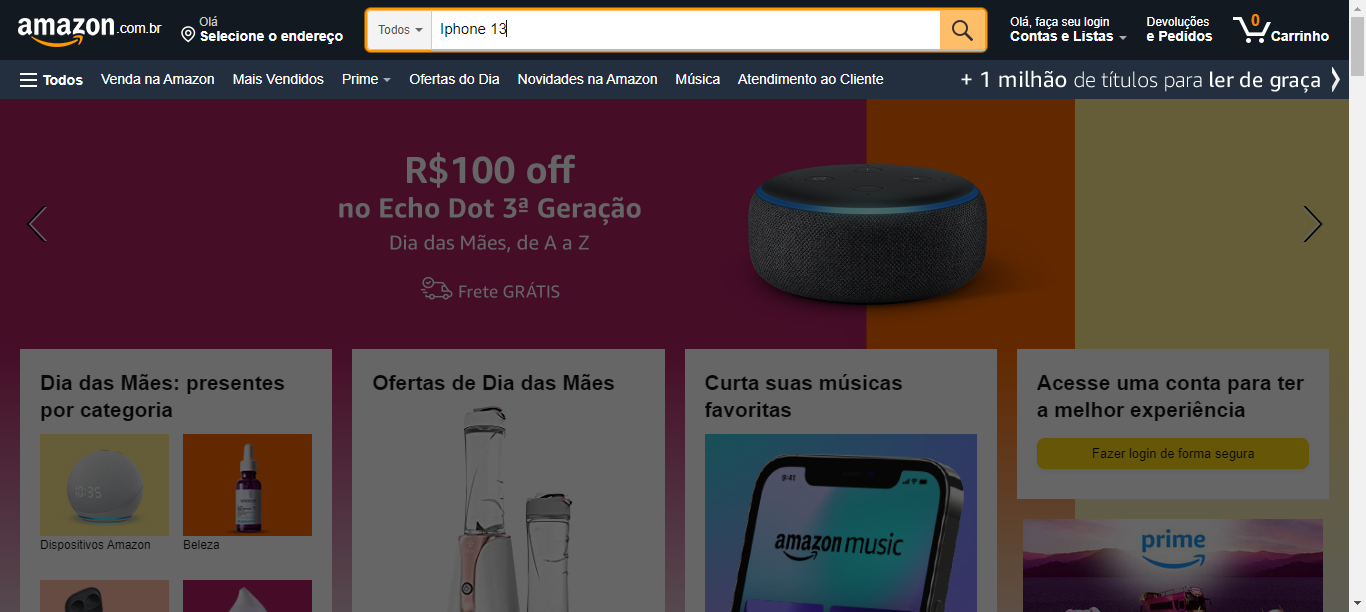 amazon.com.br
Olá
Selecione o endereço
Todos
Iphone 13
Olá, faça seu login
Contas e Listas
Devoluções
e Pedidos
0
Carrinho
Todos
Venda na Amazon
Mais Vendidos
Prime
Ofertas do Dia
Novidades na Amazon
Música
Atendimento ao Cliente
+ 1 milhão de títulos para ler de graça
R$100 off
no Echo Dot 3ª Geração
Dia das Mães, de A a Z
Frete GRÁTIS
Dia das Mães: presentes
por categoria
10:35
Dispositivos Amazon
Beleza
Ofertas de Dia das Mães
Curta suas músicas
favoritas
9:41
amazon music
Acesse uma conta para ter
a melhor experiência
Fazer login de forma segura
prime